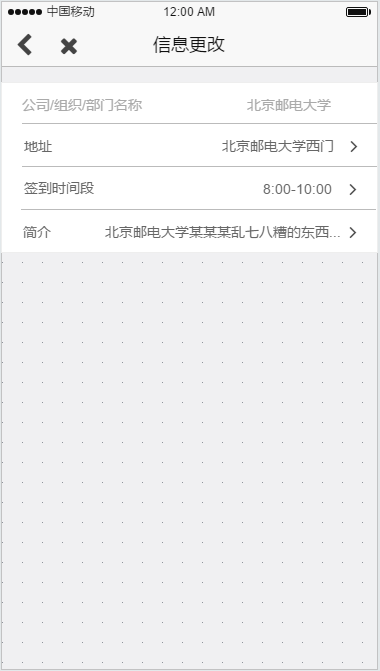 中国移动 12:00 AM
信息更改
公司/组织/部门名称 北京邮电大学
地址 北京邮电大学西门
签到时间段 8:00-10:00
简介 北京邮电大学某某某乱七八糟的东西...